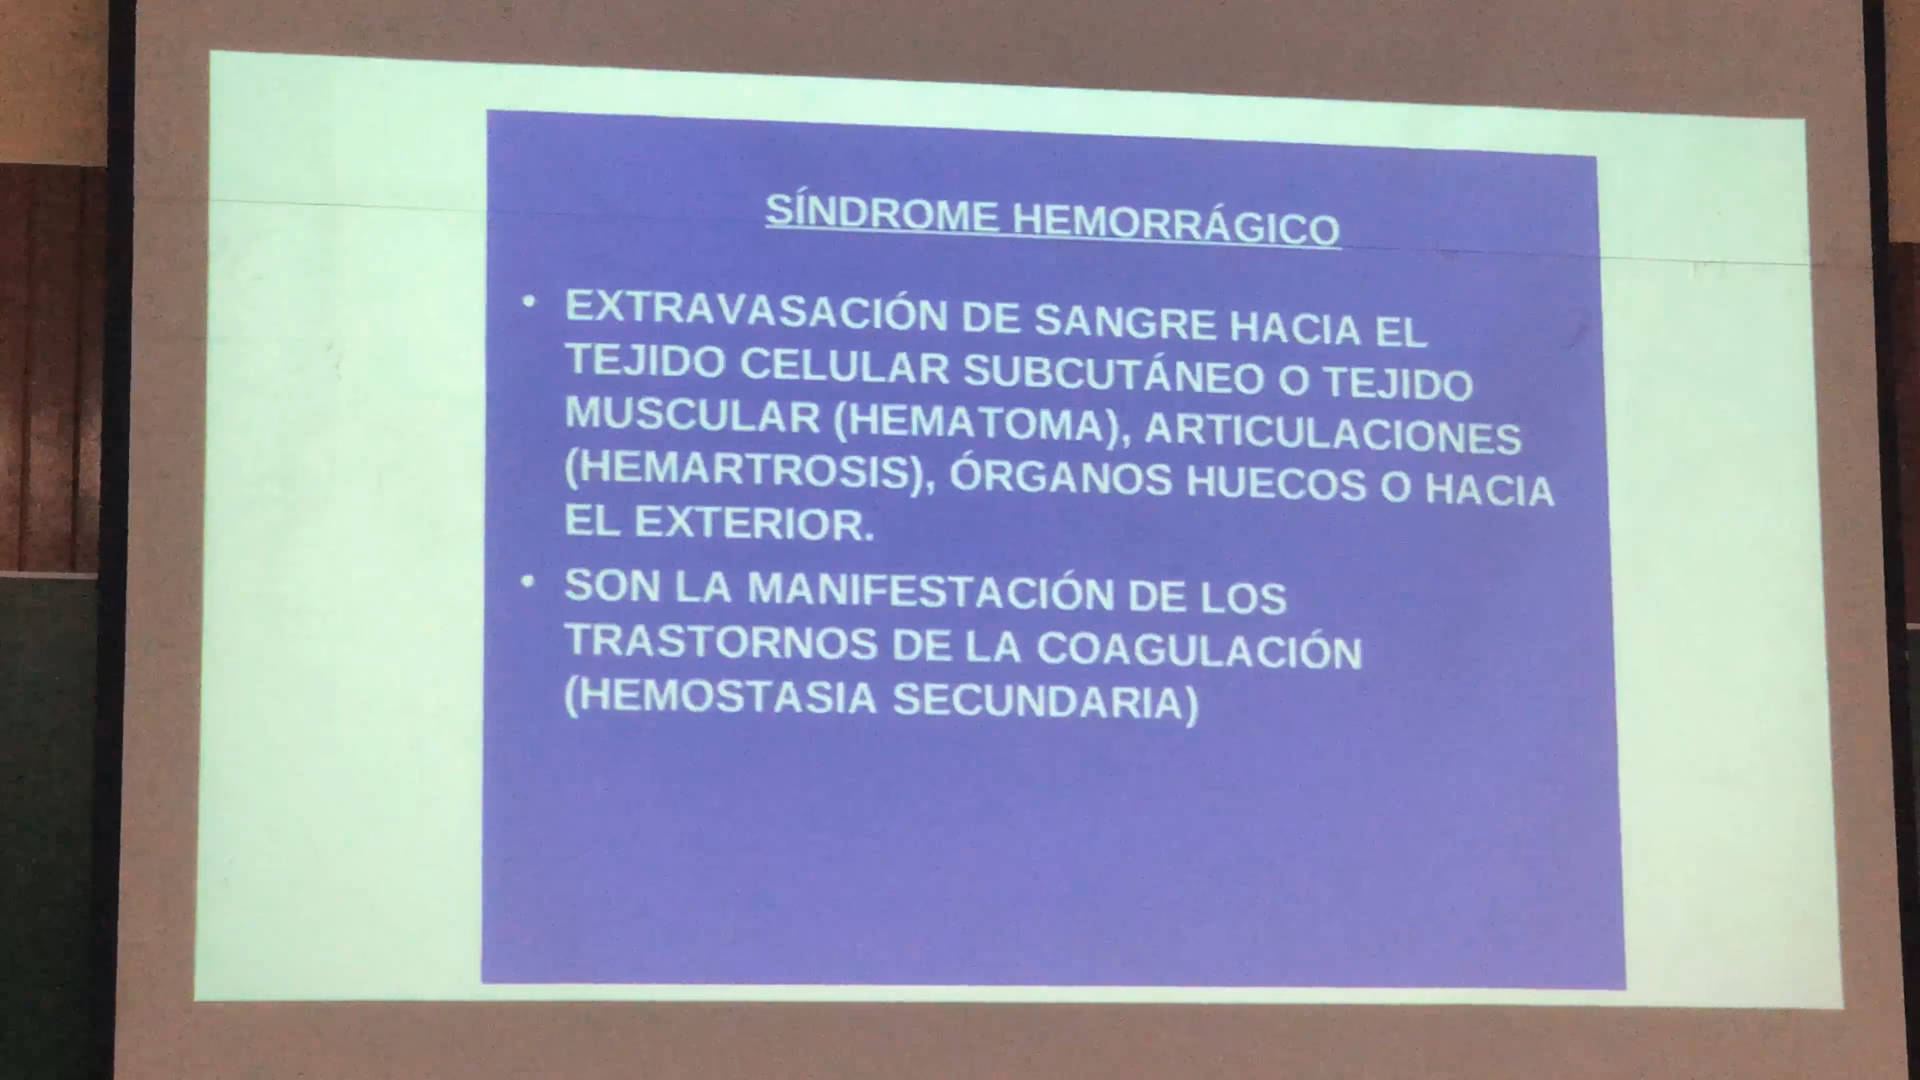 SÍNDROME HEMORRÁGICO
• EXTRAVASACIÓN DE SANGRE HACIA EL
TEJIDO CELULAR SUBCUTÁNEO O TEJIDO
MUSCULAR (HEMATOMA), ARTICULACIONES
(HEMARTROSIS), ÓRGANOS HUECOS O HACIA
EL EXTERIOR.
• SON LA MANIFESTACIÓN DE LOS
TRASTORNOS DE LA COAGULACIÓN
(HEMOSTASIA SECUNDARIA)